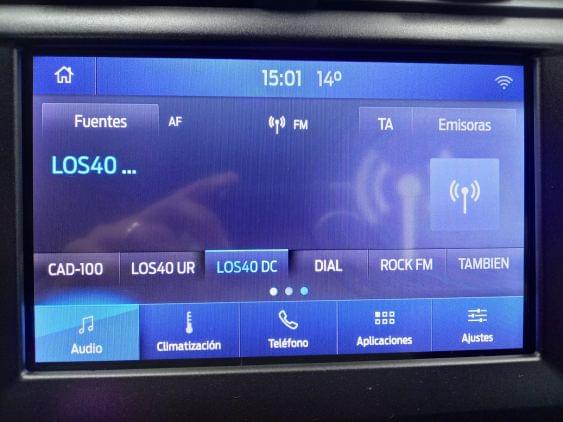 15:01 14º
Fuentes AF FM TA Emisoras
LOS40 ...
CAD-100 LOS40 UR LOS40 DC DIAL ROCK FM TAMBIEN
Audio Climatización Teléfono Aplicaciones Ajustes